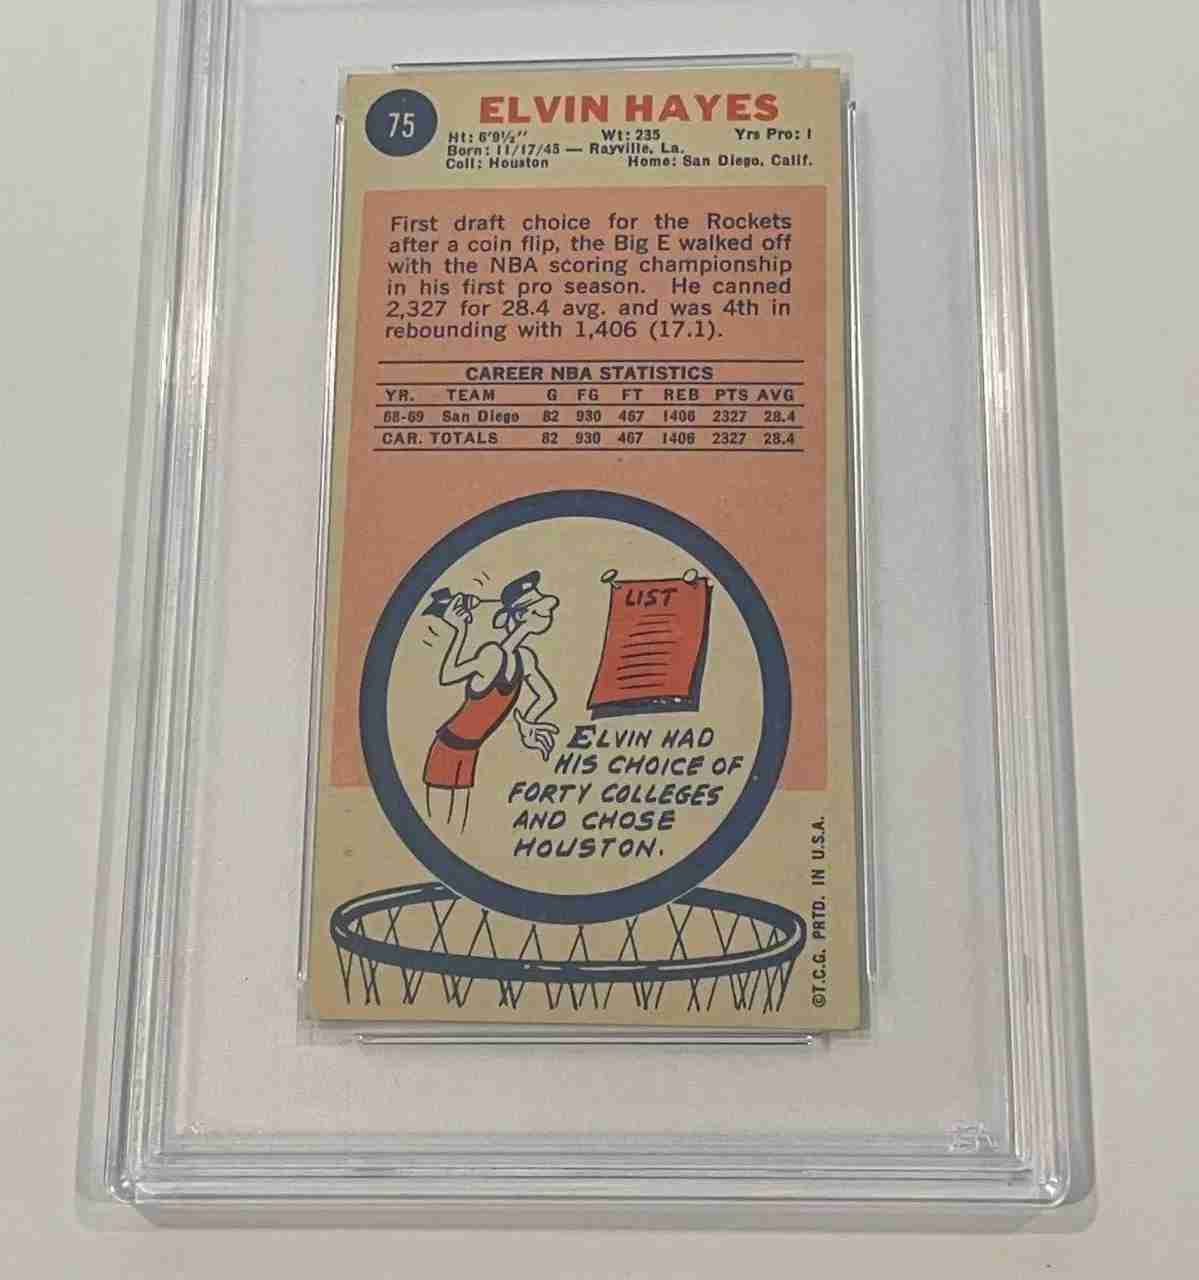 75
ELVIN HAYES
Ht: 6'9½" Wt: 235 Yrs Pro: 1
Born: 11/17/45 — Rayville, La.
Coll: Houston Home: San Diego, Calif.
First draft choice for the Rockets
after a coin flip, the Big E walked off
with the NBA scoring championship
in his first pro season. He canned
2,327 for 28.4 avg. and was 4th in
rebounding with 1,406 (17.1).
CAREER NBA STATISTICS
YR. TEAM G FG FT REB PTS AVG
68-69 San Diego 82 930 467 1406 2327 28.4
CAR. TOTALS 82 930 467 1406 2327 28.4
LIST
ELVIN HAD
HIS CHOICE OF
FORTY COLLEGES
AND CHOSE
HOUSTON.
©T.C.G. PRTD. IN U.S.A.